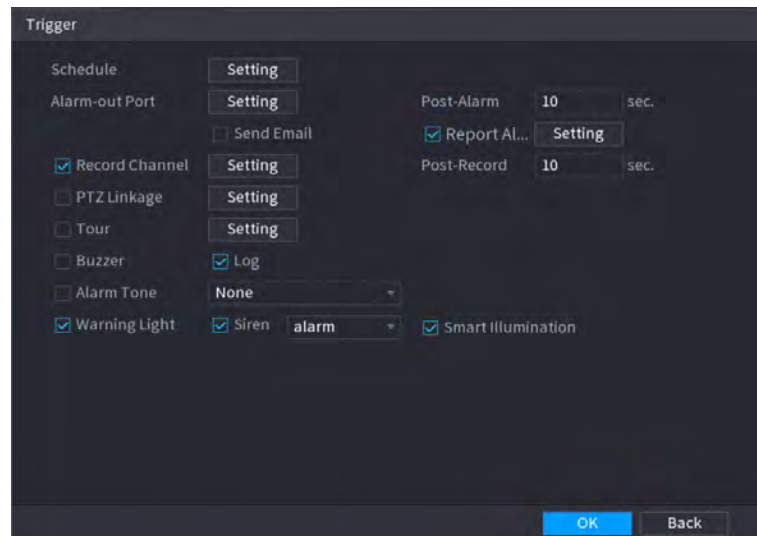 Trigger
Schedule Setting
Alarm-out Port Setting Post-Alarm 10 sec.
Send Email Report Al... Setting
Record Channel Setting Post-Record 10 sec.
PTZ Linkage Setting
Tour Setting
Buzzer Log
Alarm Tone None
Warning Light Siren alarm Smart Illumination
OK Back